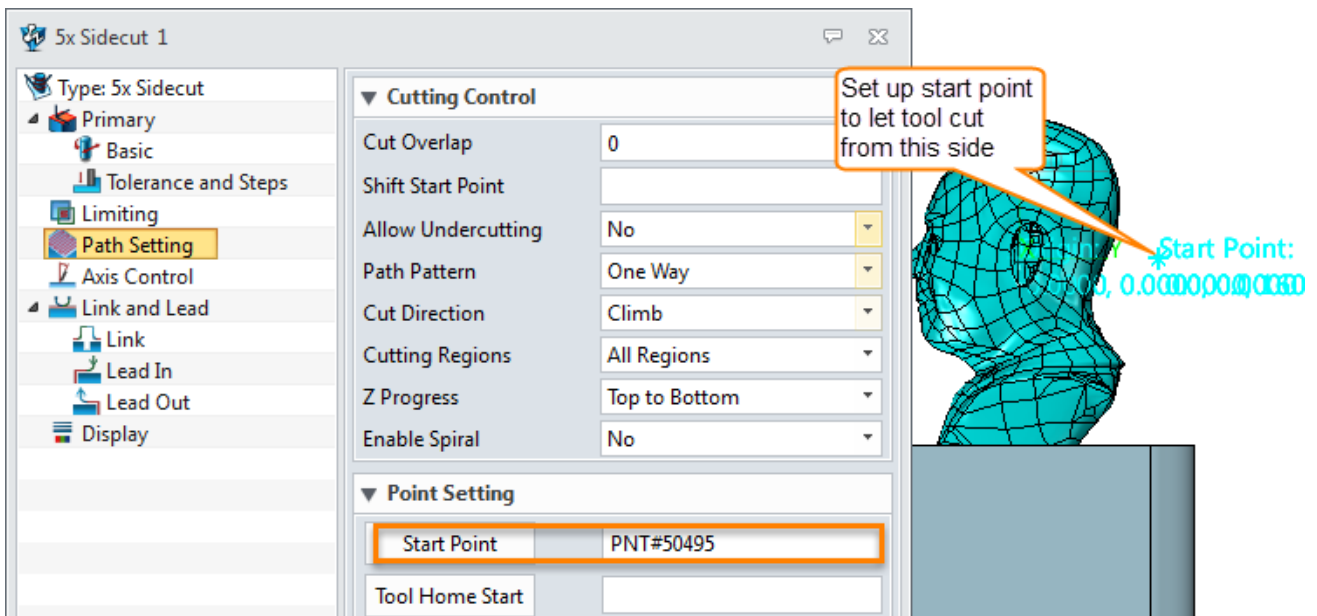 5x Sidecut 1
Type: 5x Sidecut
Primary
Basic
Tolerance and Steps
Limiting
Path Setting
Axis Control
Link and Lead
Link
Lead In
Lead Out
Display
Cutting Control
Cut Overlap 0
Shift Start Point
Allow Undercutting No
Path Pattern One Way
Cut Direction Climb
Cutting Regions All Regions
Z Progress Top to Bottom
Enable Spiral No
Point Setting
Start Point PNT#50495
Tool Home Start
Set up start point
to let tool cut
from this side
Start Point: